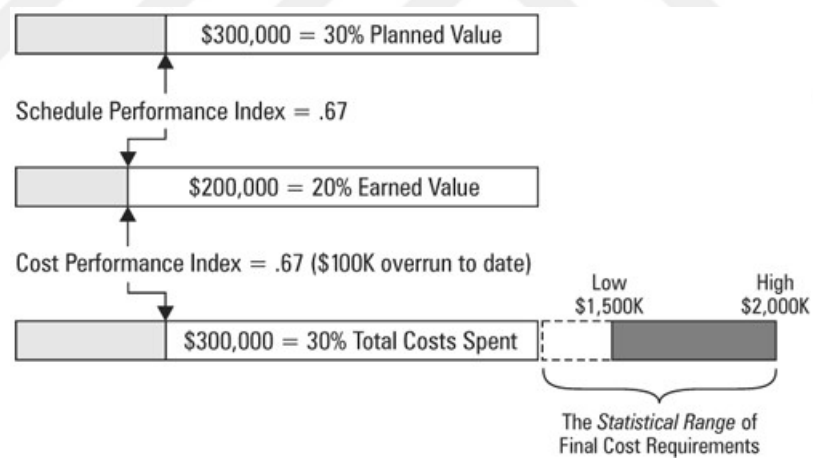 $300,000 = 30% Planned Value
Schedule Performance Index = .67
$200,000 = 20% Earned Value
Cost Performance Index = .67 ($100K overrun to date)
Low
$1,500K
High
$2,000K
$300,000 = 30% Total Costs Spent
The Statistical Range of
Final Cost Requirements